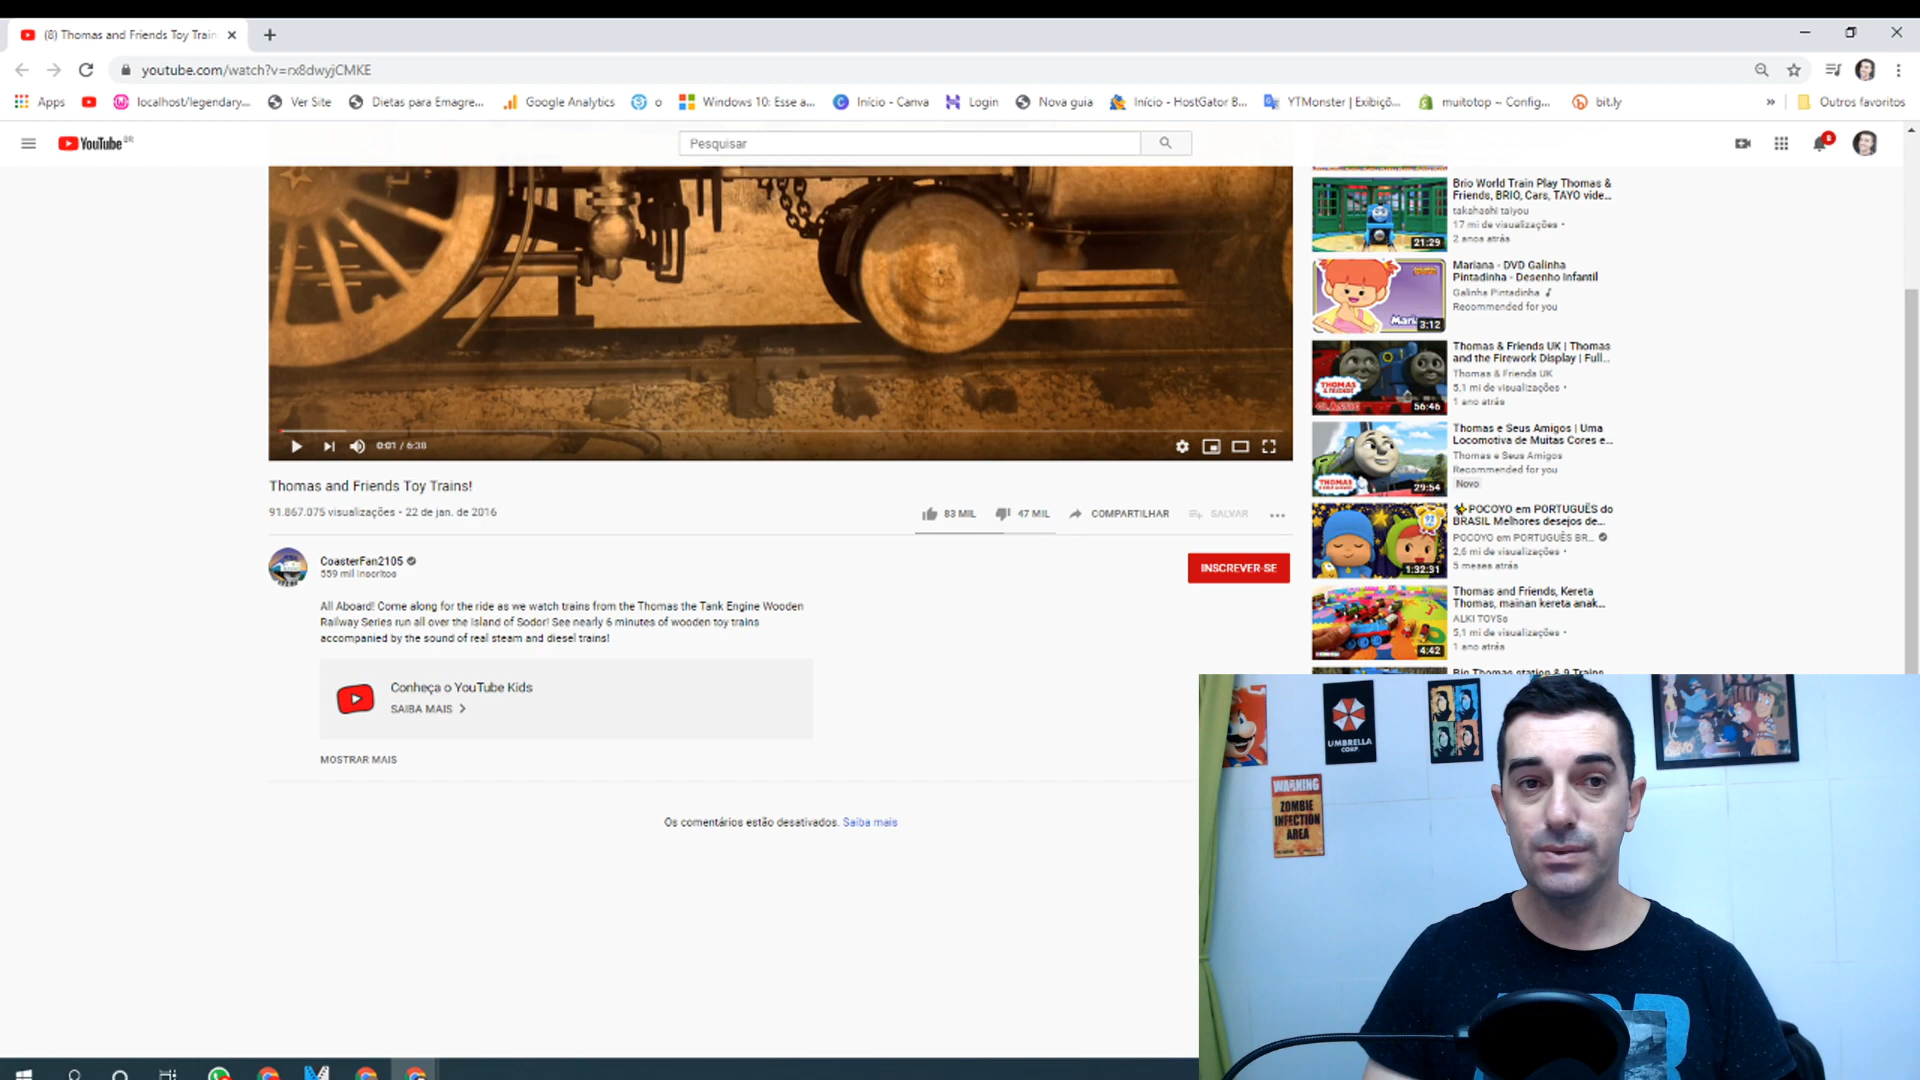 (8) Thomas and Friends Toy Train
youtube.com/watch?v=rx8dwyjCMKE
Apps
localhost/legendary...
Ver Site
Dietas para Emagre...
Google Analytics
o
Windows 10: Esse a...
Início - Canva
Login
Nova guia
Início - HostGator B...
YTMonster | Exibiçõ...
muitotop ~ Config...
bit.ly
»
Outros favoritos
YouTube BR
Pesquisar
8
Brio World Train Play Thomas &
Friends, BRIO, Cars, TAYO vide...
takahashi taiyou
17 mi de visualizações •
2 anos atrás
21:29
Mariana - DVD Galinha
Pintadinha - Desenho Infantil
Galinha Pintadinha
Recommended for you
3:12
Thomas & Friends UK | Thomas
and the Firework Display | Full...
Thomas & Friends UK
5,1 mi de visualizações •
1 ano atrás
THOMAS
CLASSIC
56:46
Thomas e Seus Amigos | Uma
Locomotiva de Muitas Cores e...
Thomas e Seus Amigos
Recommended for you
Novo
THOMAS
29:54
POCOYO em PORTUGUÊS do
BRASIL Melhores desejos de...
POCOYO em PORTUGUÊS BR...
2,6 mi de visualizações •
5 meses atrás
1:32:31
Thomas and Friends, Kereta
Thomas, mainan kereta anak...
ALKI TOYSs
5,1 mi de visualizações •
1 ano atrás
4:42
Big Thomas station & 9 Trains
0:01 / 6:38
Thomas and Friends Toy Trains!
91.867.075 visualizações • 22 de jan. de 2016
83 MIL
47 MIL
COMPARTILHAR
SALVAR
CoasterFan2105
559 mil inscritos
INSCREVER-SE
All Aboard! Come along for the ride as we watch trains from the Thomas the Tank Engine Wooden
Railway Series run all over the Island of Sodor! See nearly 6 minutes of wooden toy trains
accompanied by the sound of real steam and diesel trains!
Conheça o YouTube Kids
SAIBA MAIS
MOSTRAR MAIS
Os comentários estão desativados. Saiba mais
UMBRELLA
CORP.
WARNING
ZOMBIE
INFECTION
AREA